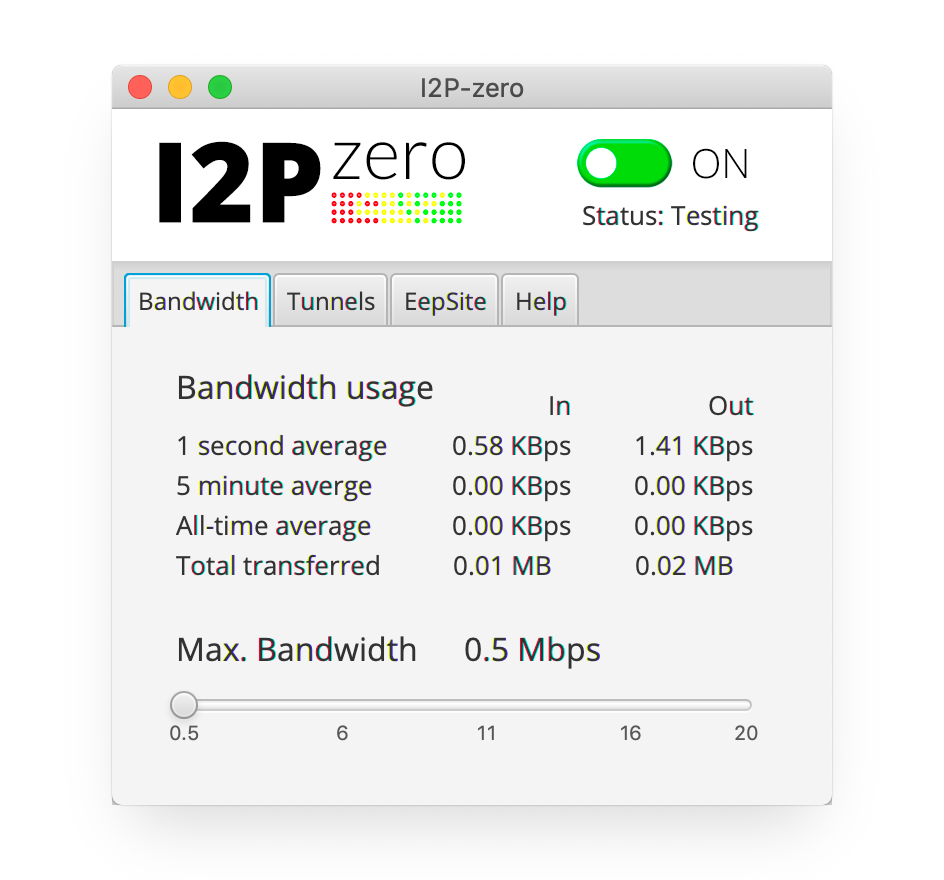 I2P-zero
I2P zero
ON
Status: Testing
Bandwidth Tunnels EepSite Help
Bandwidth usage
In Out
1 second average 0.58 KBps 1.41 KBps
5 minute averge 0.00 KBps 0.00 KBps
All-time average 0.00 KBps 0.00 KBps
Total transferred 0.01 MB 0.02 MB
Max. Bandwidth 0.5 Mbps
0.5 6 11 16 20